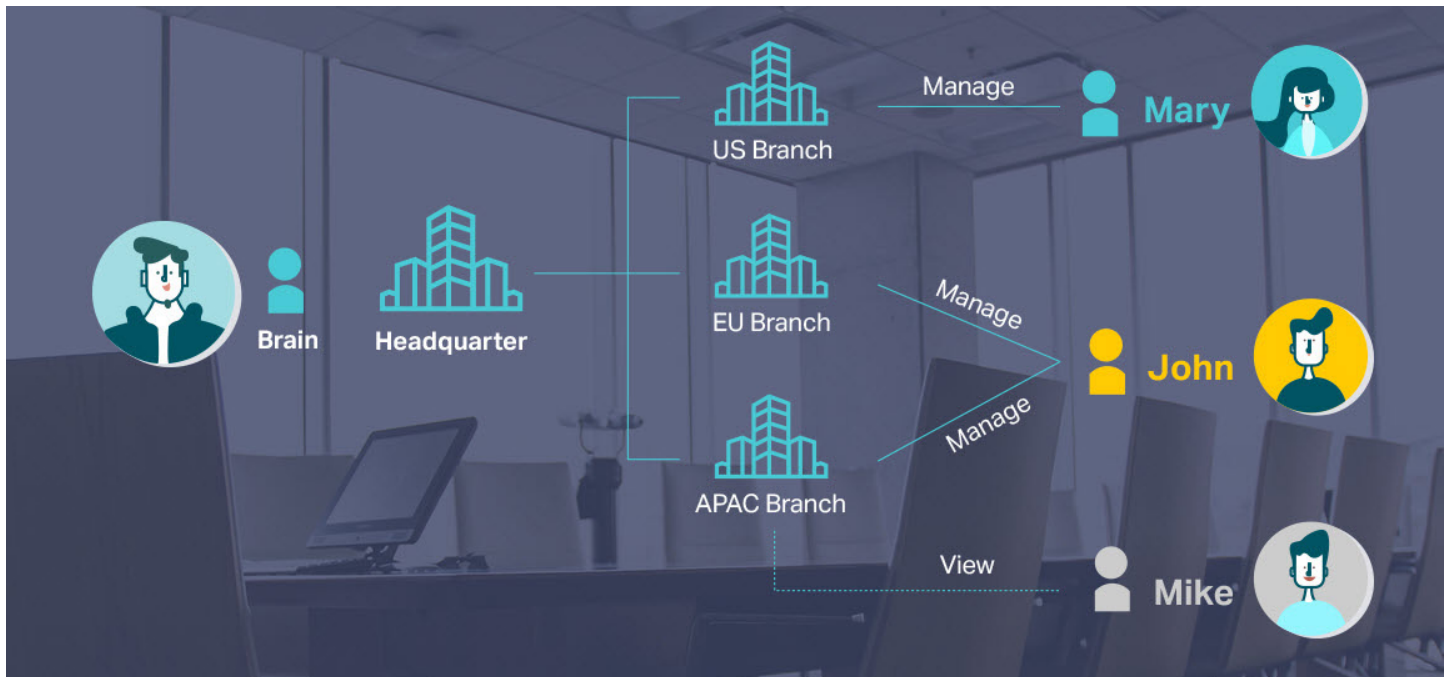 US Branch
Manage
Mary
Brain
Headquarter
EU Branch
Manage
John
Manage
APAC Branch
View
Mike